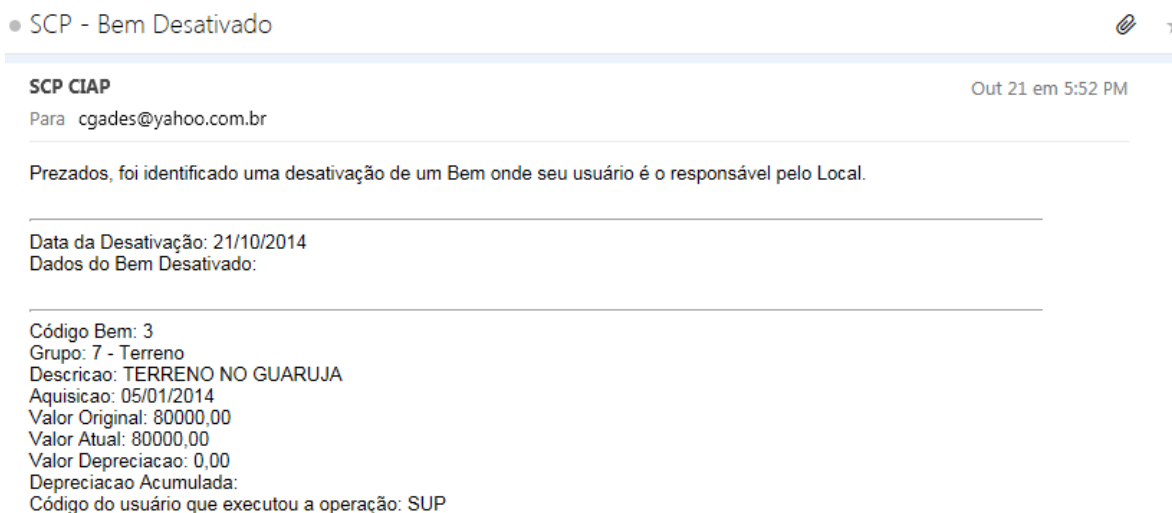 SCP - Bem Desativado
SCP CIAP
Out 21 em 5:52 PM
Para cgades@yahoo.com.br
Prezados, foi identificado uma desativação de um Bem onde seu usuário é o responsável pelo Local.
Data da Desativação: 21/10/2014
Dados do Bem Desativado:
Código Bem: 3
Grupo: 7 - Terreno
Descricao: TERRENO NO GUARUJA
Aquisicao: 05/01/2014
Valor Original: 80000,00
Valor Atual: 80000,00
Valor Depreciacao: 0,00
Depreciacao Acumulada:
Código do usuário que executou a operação: SUP